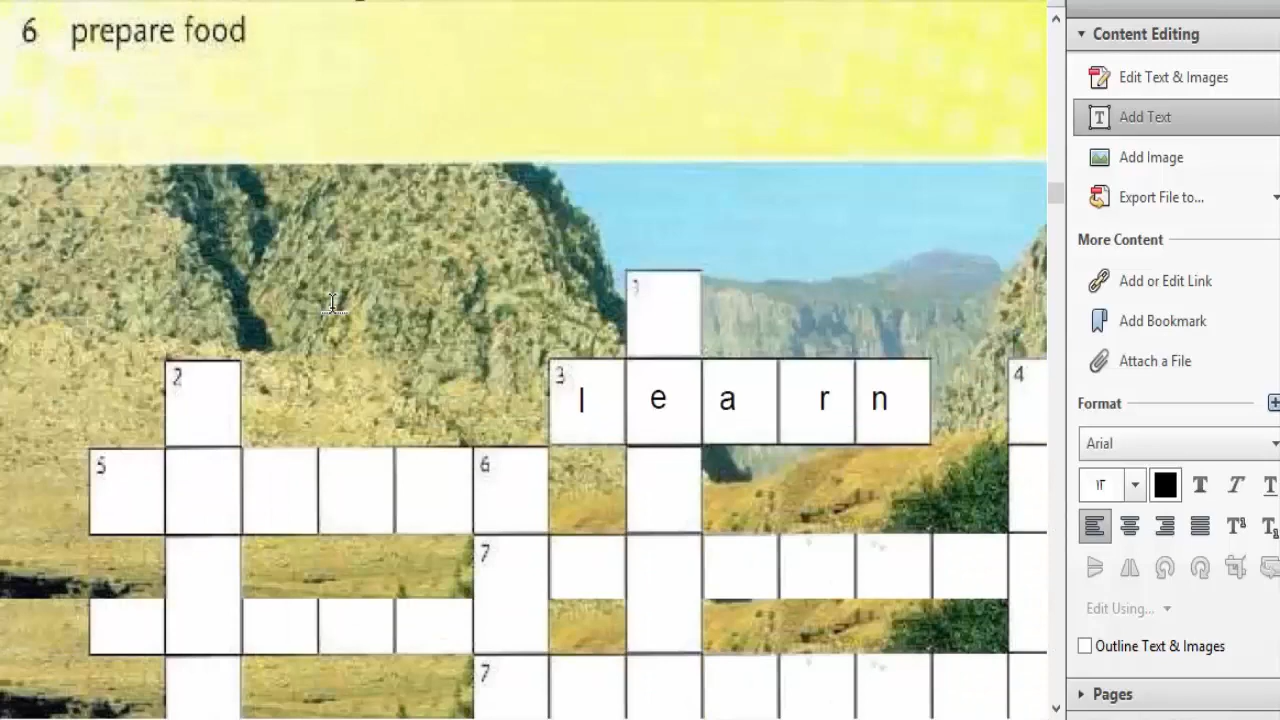 6 prepare food
1
2
3 l e a r n
4
5
6
7
7
Content Editing
Edit Text & Images
Add Text
Add Image
Export File to...
More Content
Add or Edit Link
Add Bookmark
Attach a File
Format
Arial
١٢
T T T
T T
Edit Using...
Outline Text & Images
Pages